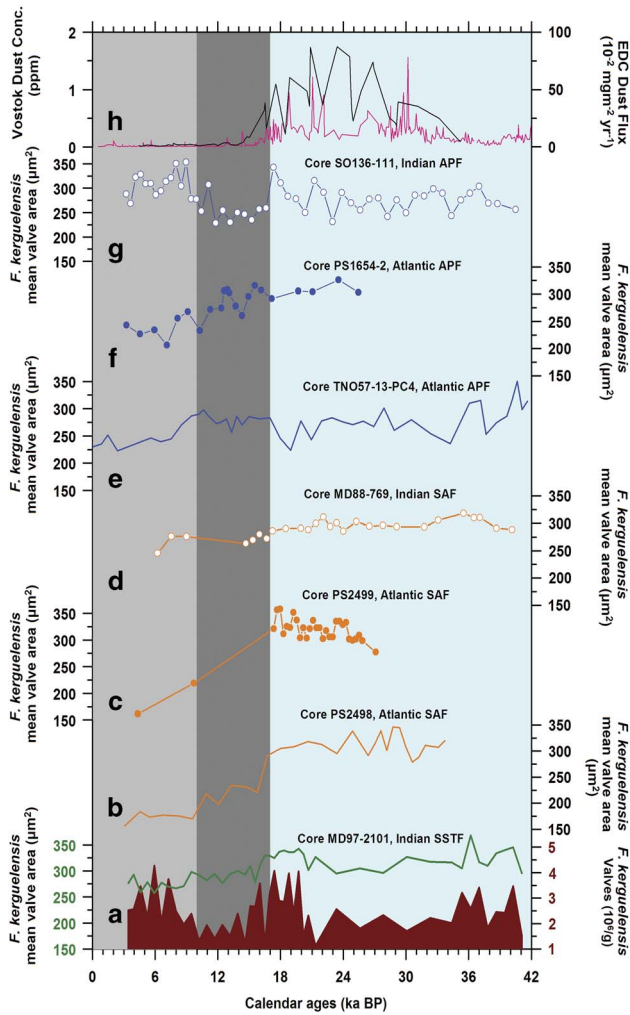 Vostok Dust Conc.
(ppm)
2
1
0
h
100
75
50
25
0
EDC Dust Flux
(10⁻² mgm⁻² yr⁻¹)
Core SO136-111, Indian APF
F. kerguelensis
mean valve area (µm²)
350
300
250
200
150
g
Core PS1654-2, Atlantic APF
f
350
300
250
200
150
F. kerguelensis
mean valve area (µm²)
Core TNO57-13-PC4, Atlantic APF
F. kerguelensis
mean valve area (µm²)
350
300
250
200
150
e
Core MD88-769, Indian SAF
d
350
300
250
200
150
F. kerguelensis
mean valve area (µm²)
Core PS2499, Atlantic SAF
F. kerguelensis
mean valve area (µm²)
350
300
250
200
150
c
Core PS2498, Atlantic SAF
b
350
300
250
200
150
F. kerguelensis
mean valve area
(µm²)
Core MD97-2101, Indian SSTF
F. kerguelensis
mean valve area (µm²)
350
300
250
200
150
a
5
4
3
2
1
F. kerguelensis
Valves (10⁶/g)
0 6 12 18 24 30 36 42
Calendar ages (ka BP)